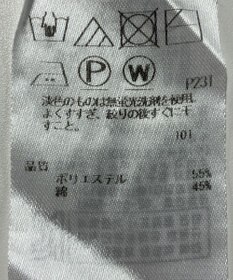 P W
P231
淡色のものは無蛍光洗剤を使用し
よくすすぎ、絞りの後すぐに干
すこと。
101
品質
ポリエステル 55%
綿 45%